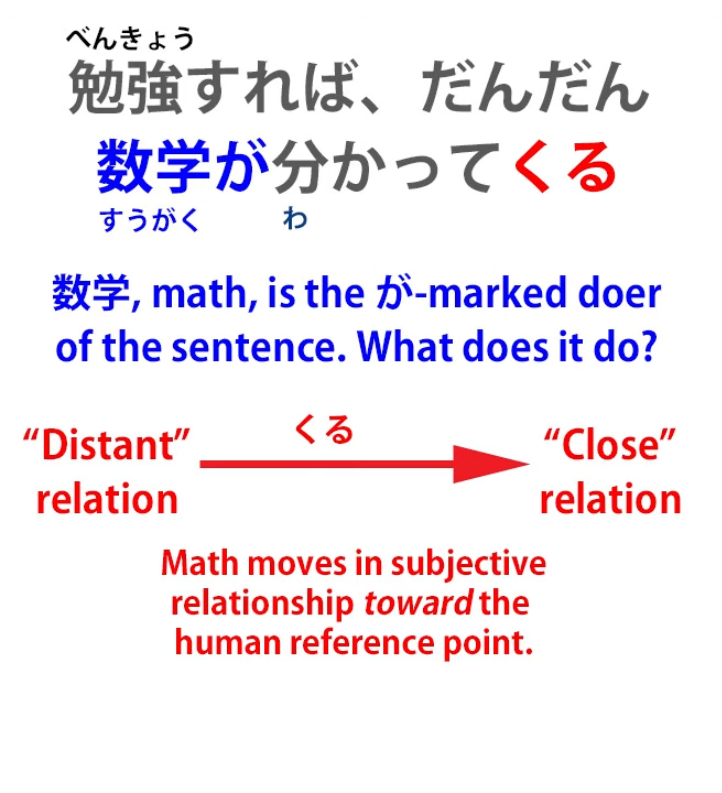 べんきょう
勉強すれば、だんだん
数学が分かってくる
すうがく わ
数学, math, is the が-marked doer
of the sentence. What does it do?
くる
“Distant” “Close”
relation relation
Math moves in subjective
relationship toward the
human reference point.